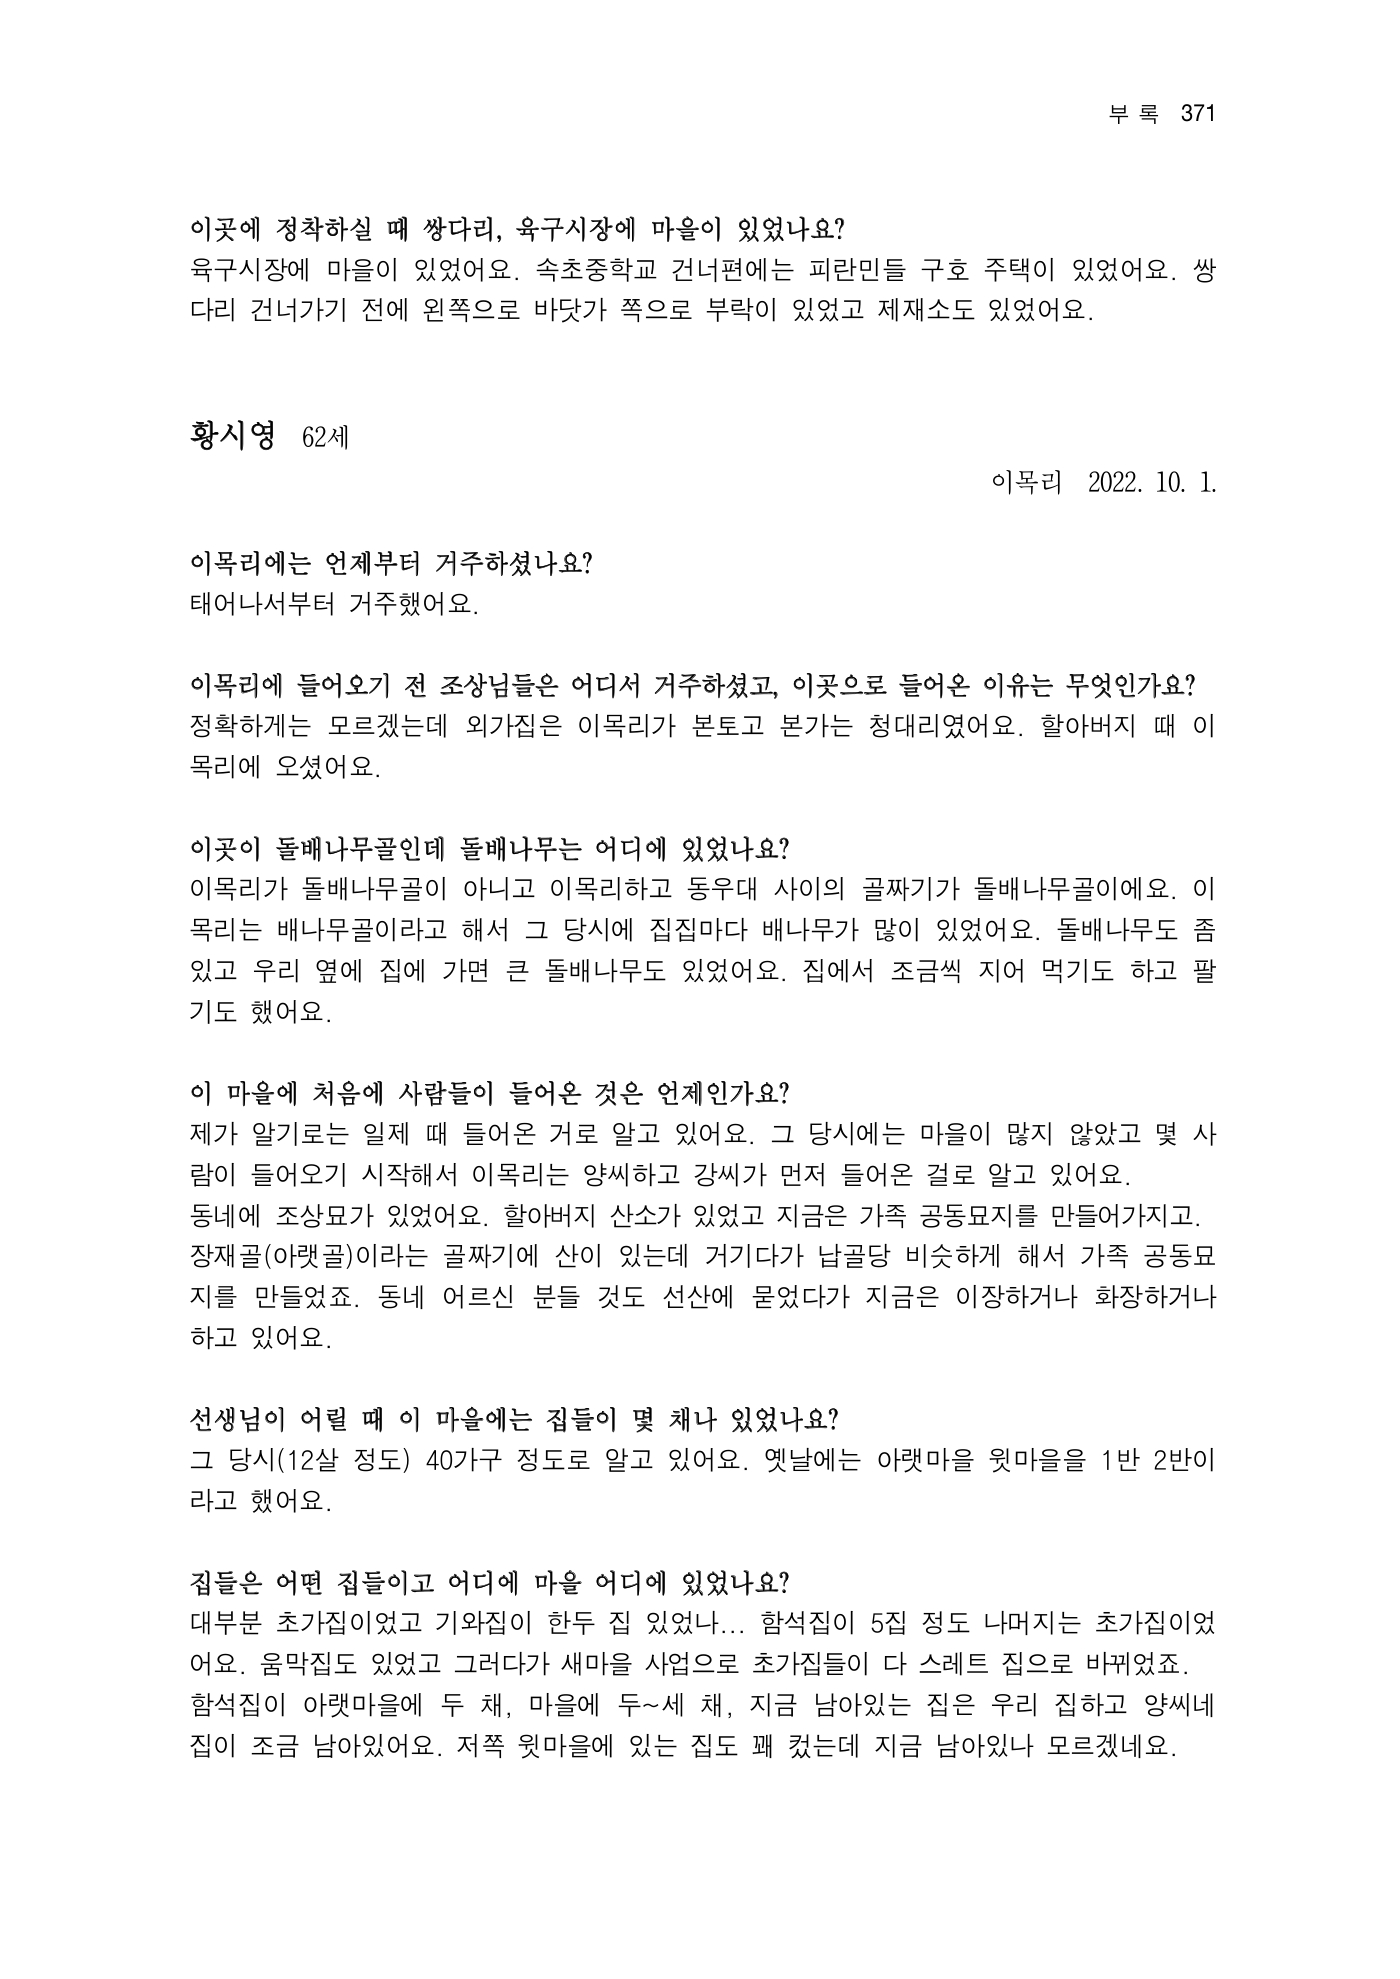 부 록 371
이곳에 정착하실 때 쌍다리, 육구시장에 마을이 있었나요?
육구시장에 마을이 있었어요. 속초중학교 건너편에는 피란민들 구호 주택이 있었어요. 쌍
다리 건너가기 전에 왼쪽으로 바닷가 쪽으로 부락이 있었고 제재소도 있었어요.
황시영 62세
이목리 2022. 10. 1.
이목리에는 언제부터 거주하셨나요?
태어나서부터 거주했어요.
이목리에 들어오기 전 조상님들은 어디서 거주하셨고, 이곳으로 들어온 이유는 무엇인가요?
정확하게는 모르겠는데 외가집은 이목리가 본토고 본가는 청대리였어요. 할아버지 때 이
목리에 오셨어요.
이곳이 돌배나무골인데 돌배나무는 어디에 있었나요?
이목리가 돌배나무골이 아니고 이목리하고 동우대 사이의 골짜기가 돌배나무골이에요. 이
목리는 배나무골이라고 해서 그 당시에 집집마다 배나무가 많이 있었어요. 돌배나무도 좀
있고 우리 옆에 집에 가면 큰 돌배나무도 있었어요. 집에서 조금씩 지어 먹기도 하고 팔
기도 했어요.
이 마을에 처음에 사람들이 들어온 것은 언제인가요?
제가 알기로는 일제 때 들어온 거로 알고 있어요. 그 당시에는 마을이 많지 않았고 몇 사
람이 들어오기 시작해서 이목리는 양씨하고 강씨가 먼저 들어온 걸로 알고 있어요.
동네에 조상묘가 있었어요. 할아버지 산소가 있었고 지금은 가족 공동묘지를 만들어가지고.
장재골(아랫골)이라는 골짜기에 산이 있는데 거기다가 납골당 비슷하게 해서 가족 공동묘
지를 만들었죠. 동네 어르신 분들 것도 선산에 묻었다가 지금은 이장하거나 화장하거나
하고 있어요.
선생님이 어릴 때 이 마을에는 집들이 몇 채나 있었나요?
그 당시(12살 정도) 40가구 정도로 알고 있어요. 옛날에는 아랫마을 윗마을을 1반 2반이
라고 했어요.
집들은 어떤 집들이고 어디에 마을 어디에 있었나요?
대부분 초가집이었고 기와집이 한두 집 있었나... 함석집이 5집 정도 나머지는 초가집이었
어요. 움막집도 있었고 그러다가 새마을 사업으로 초가집들이 다 스레트 집으로 바뀌었죠.
함석집이 아랫마을에 두 채, 마을에 두~세 채, 지금 남아있는 집은 우리 집하고 양씨네
집이 조금 남아있어요. 저쪽 윗마을에 있는 집도 꽤 컸는데 지금 남아있나 모르겠네요.